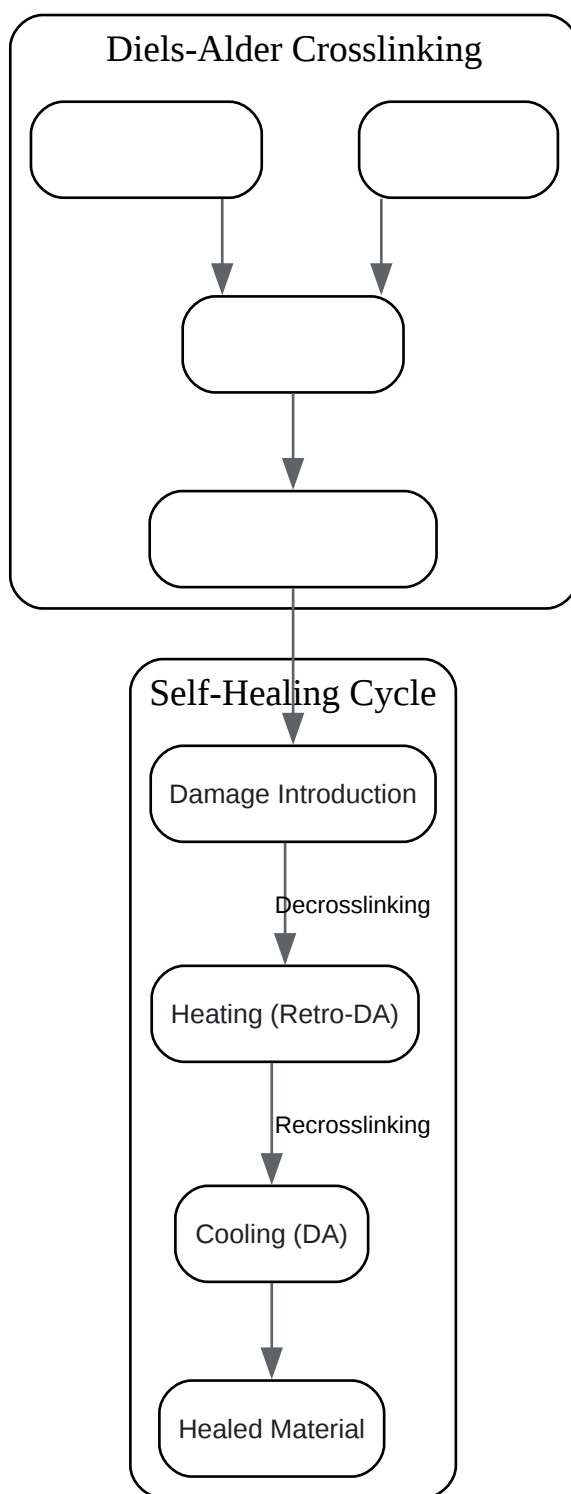 Diels-Alder Crosslinking
Self-Healing Cycle
Damage Introduction
Decrosslinking
Heating (Retro-DA)
Recrosslinking
Cooling (DA)
Healed Material